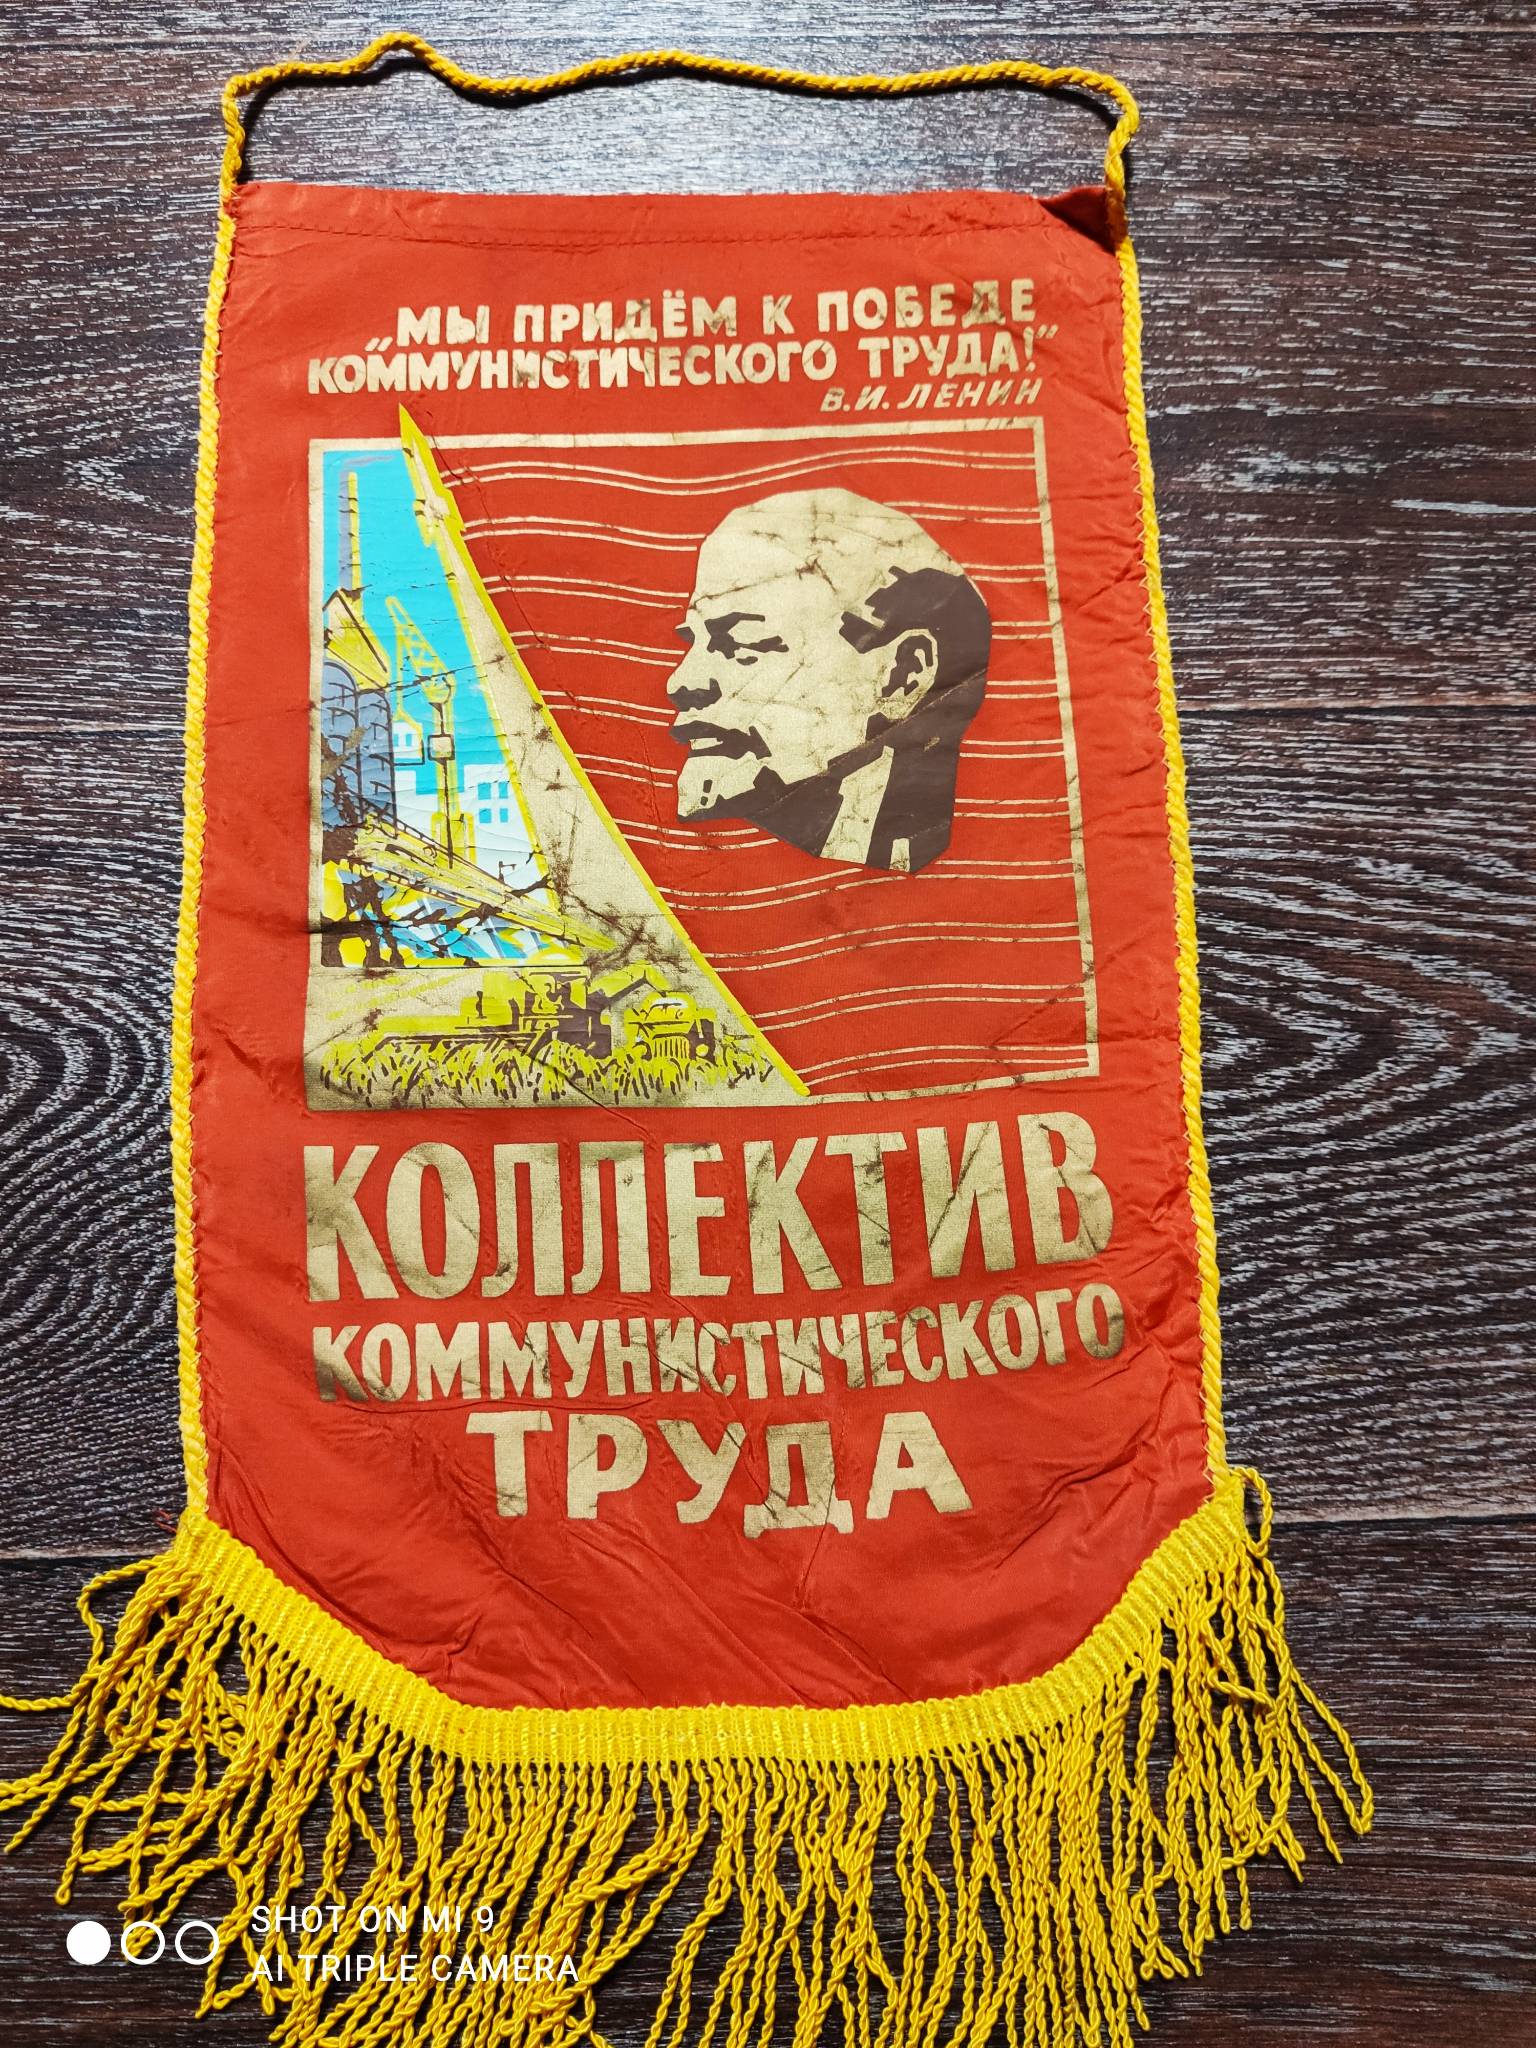 „МЫ ПРИДЁМ К ПОБЕДЕ
КОММУНИСТИЧЕСКОГО ТРУДА!"
В.И. ЛЕНИН
КОЛЛЕКТИВ
КОММУНИСТИЧЕСКОГО
ТРУДА
SHOT ON MI 9
AI TRIPLE CAMERA